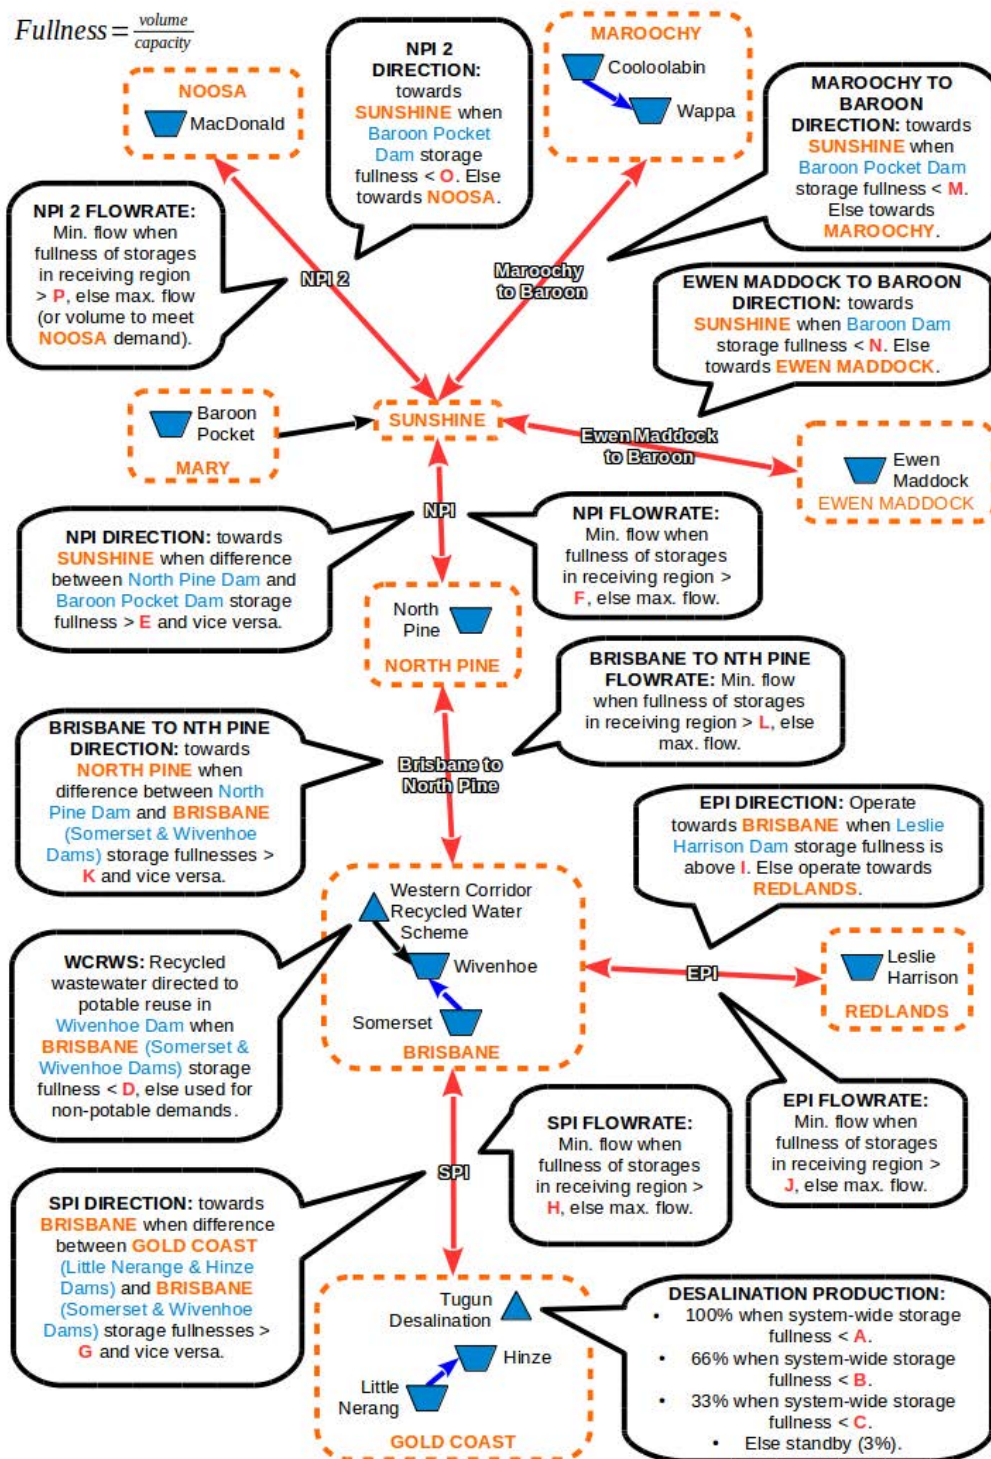 Fullness = volume / capacity
NOOSA
MacDonald
NPI 2
DIRECTION:
towards
SUNSHINE when
Baroon Pocket
Dam storage
fullness < O. Else
towards NOOSA.
MAROOCHY
Cooloolabin
Wappa
MAROOCHY TO
BAROON
DIRECTION: towards
SUNSHINE when
Baroon Pocket Dam
storage fullness < M.
Else towards
MAROOCHY.
NPI 2 FLOWRATE:
Min. flow when
fullness of storages
in receiving region
> P, else max. flow
(or volume to meet
NOOSA demand).
NPI 2
Maroochy
to Baroon
EWEN MADDOCK TO BAROON
DIRECTION: towards
SUNSHINE when Baroon Dam
storage fullness < N. Else
towards EWEN MADDOCK.
Baroon
Pocket
MARY
SUNSHINE
Ewen Maddock
to Baroon
Ewen
Maddock
EWEN MADDOCK
NPI DIRECTION: towards
SUNSHINE when difference
between North Pine Dam and
Baroon Pocket Dam storage
fullness > E and vice versa.
NPI
NPI FLOWRATE:
Min. flow when
fullness of storages
in receiving region >
F, else max. flow.
North
Pine
NORTH PINE
BRISBANE TO NTH PINE
FLOWRATE: Min. flow
when fullness of storages
in receiving region > L, else
max. flow.
BRISBANE TO NTH PINE
DIRECTION: towards
NORTH PINE when
difference between North
Pine Dam and BRISBANE
(Somerset & Wivenhoe
Dams) storage fullnesses >
K and vice versa.
Brisbane to
North Pine
EPI DIRECTION: Operate
towards BRISBANE when Leslie
Harrison Dam storage fullness is
above I. Else operate towards
REDLANDS.
Western Corridor
Recycled Water
Scheme
Wivenhoe
Somerset
BRISBANE
EPI
Leslie
Harrison
REDLANDS
WCRWS: Recycled
wastewater directed to
potable reuse in
Wivenhoe Dam when
BRISBANE (Somerset &
Wivenhoe Dams) storage
fullness < D, else used for
non-potable demands.
SPI FLOWRATE:
Min. flow when
fullness of storages
in receiving region >
H, else max. flow.
EPI FLOWRATE:
Min. flow when
fullness of storages
in receiving region >
J, else max. flow.
SPI
SPI DIRECTION: towards
BRISBANE when difference
between GOLD COAST
(Little Nerange & Hinze
Dams) and BRISBANE
(Somerset & Wivenhoe
Dams) storage fullnesses >
G and vice versa.
Tugun
Desalination
Hinze
Little
Nerang
GOLD COAST
DESALINATION PRODUCTION:
• 100% when system-wide storage
fullness < A.
• 66% when system-wide storage
fullness < B.
• 33% when system-wide storage
fullness < C.
• Else standby (3%).